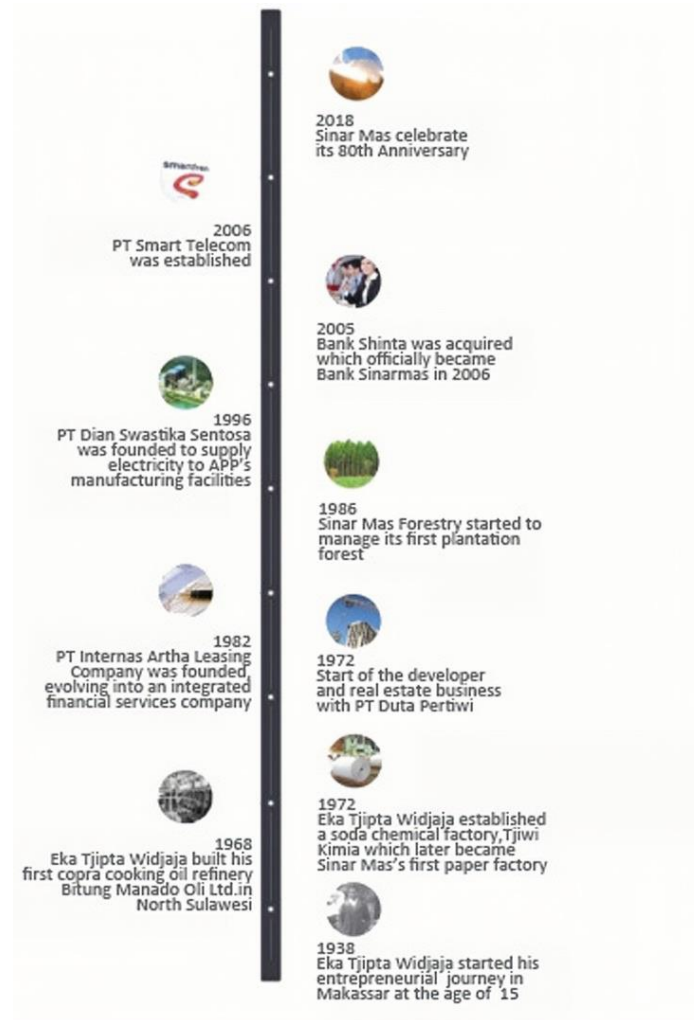 2018
Sinar Mas celebrate
its 80th Anniversary
smartfren
2006
PT Smart Telecom
was established
2005
Bank Shinta was acquired
which officially became
Bank Sinarmas in 2006
1996
PT Dian Swastika Sentosa
was founded to supply
electricity to APP's
manufacturing facilities
1986
Sinar Mas Forestry started to
manage its first plantation
forest
1982
PT Internas Artha Leasing
Company was founded,
evolving into an integrated
financial services company
1972
Start of the developer
and real estate business
with PT Duta Pertiwi
1972
Eka Tjipta Widjaja established
a soda chemical factory,Tjiwi
Kimia which later became
Sinar Mas's first paper factory
1968
Eka Tjipta Widjaja built his
first copra cooking oil refinery
Bitung Manado Oli Ltd.in
North Sulawesi
1938
Eka Tjipta Widjaja started his
entrepreneurial journey in
Makassar at the age of 15